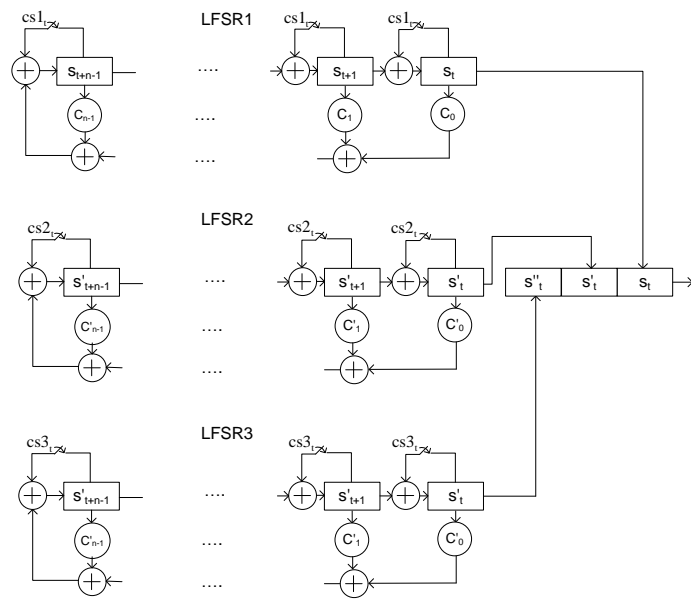 LFSR1
cs1t cs1t cs1t
....
st+n-1 st+1 st
Cn-1 C1 C0
....
....
LFSR2
cs2t cs2t cs2t
....
s't+n-1 s't+1 s't s''t s't st
C'n-1 C'1 C'0
....
....
LFSR3
cs3t cs3t cs3t
....
s't+n-1 s't+1 s't
C'n-1 C'1 C'0
....
....